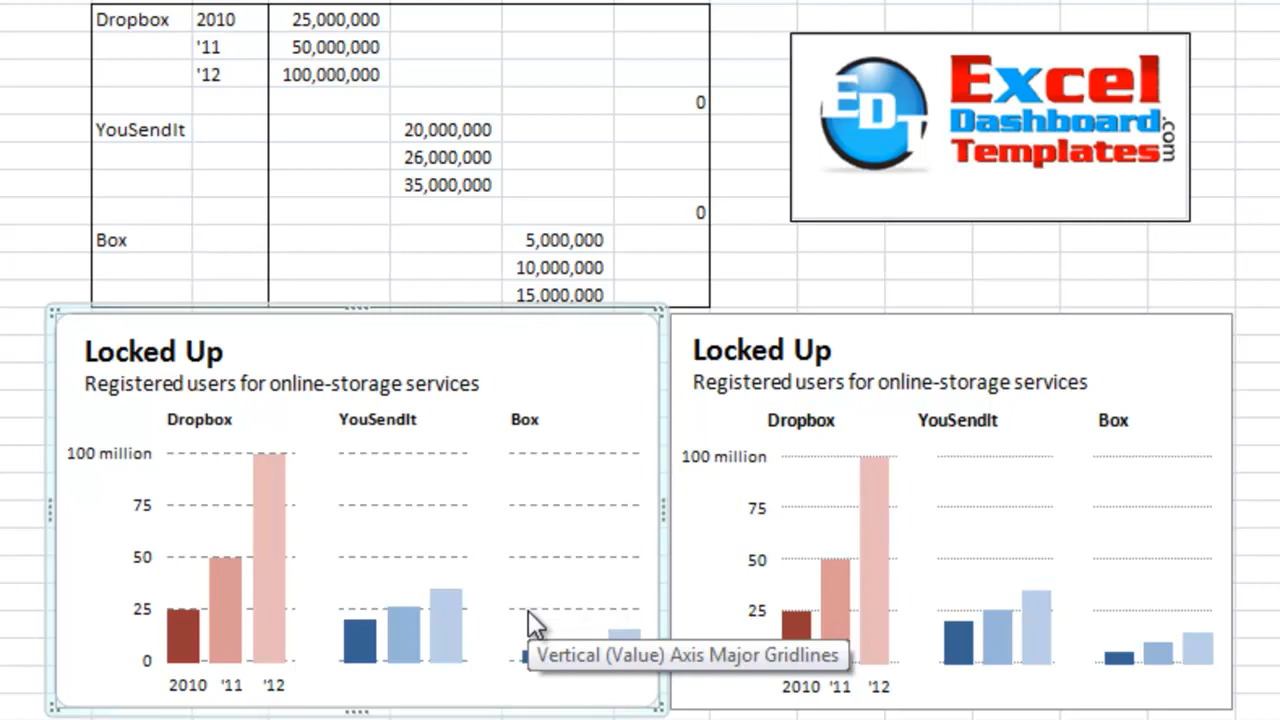 Dropbox 2010 25,000,000
'11 50,000,000
'12 100,000,000
0
YouSendIt 20,000,000
26,000,000
35,000,000
0
Box 5,000,000
10,000,000
15,000,000
EDT
Excel
Dashboard
Templates
.com
Locked Up
Registered users for online-storage services
Dropbox YouSendIt Box
100 million
75
50
25
0
2010 '11 '12
Vertical (Value) Axis Major Gridlines
Locked Up
Registered users for online-storage services
Dropbox YouSendIt Box
100 million
75
50
25
2010 '11 '12